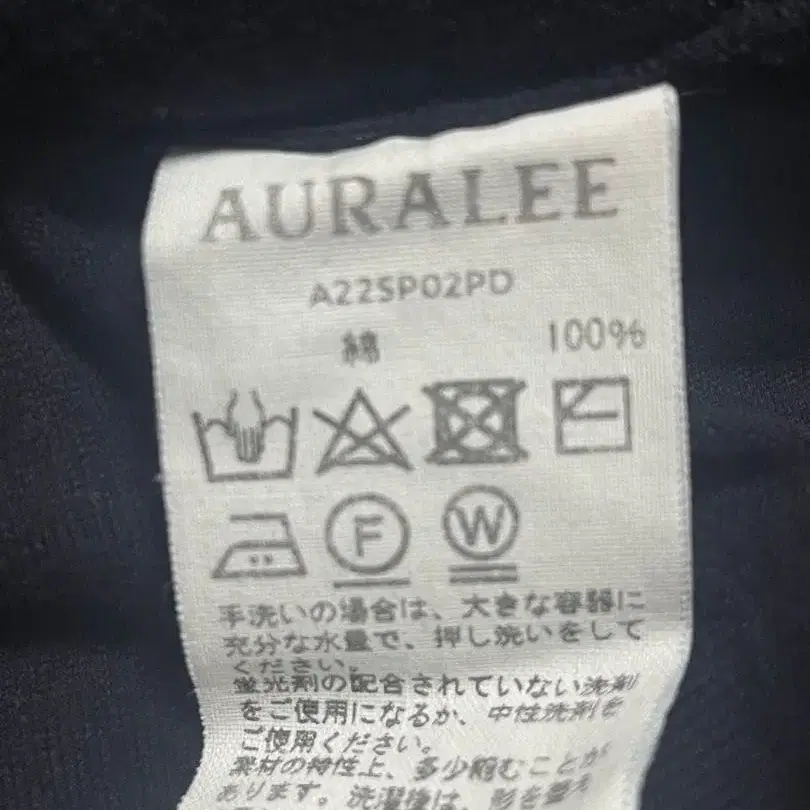 AURALEE
A22SP02PD
綿 100%
F W
手洗いの場合は、大きな容器に
充分な水量で、押し洗いをして
ください。
蛍光剤の配合されていない洗剤
をご使用になるか、中性洗剤を
ご使用ください。
素材の特性上、多少縮むことが
あります。洗濯後は、形を整え